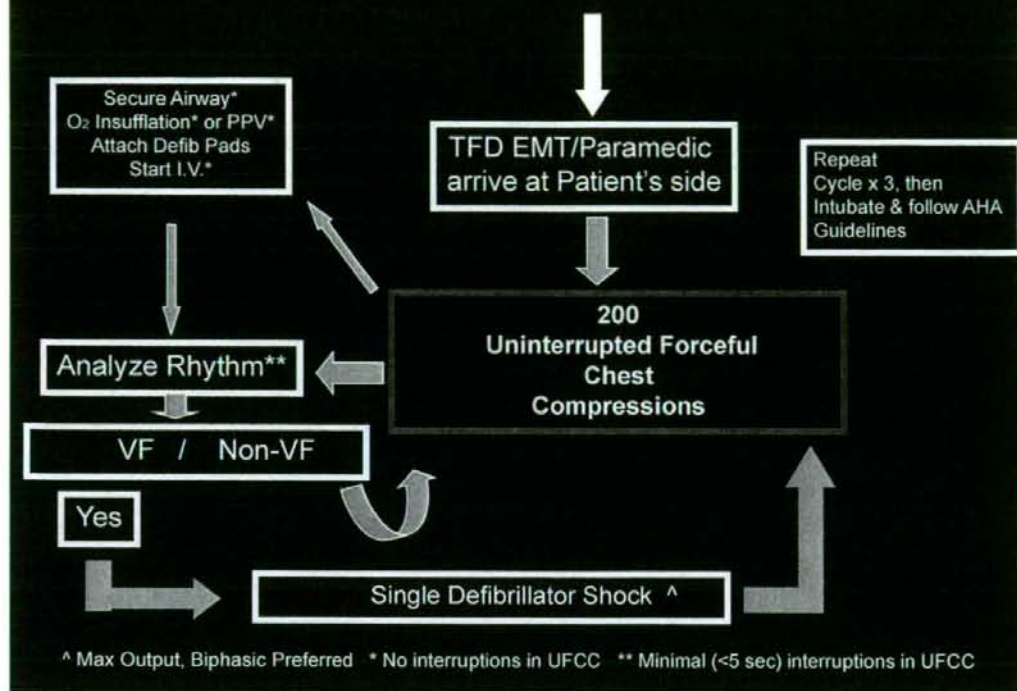 Secure Airway*
O₂ Insufflation* or PPV*
Attach Defib Pads
Start I.V.*
TFD EMT/Paramedic
arrive at Patient's side
Repeat
Cycle x 3, then
Intubate & follow AHA
Guidelines
200
Uninterrupted Forceful
Chest
Compressions
Analyze Rhythm**
VF / Non-VF
Yes
Single Defibrillator Shock ^
^ Max Output, Biphasic Preferred * No interruptions in UFCC ** Minimal (<5 sec) interruptions in UFCC